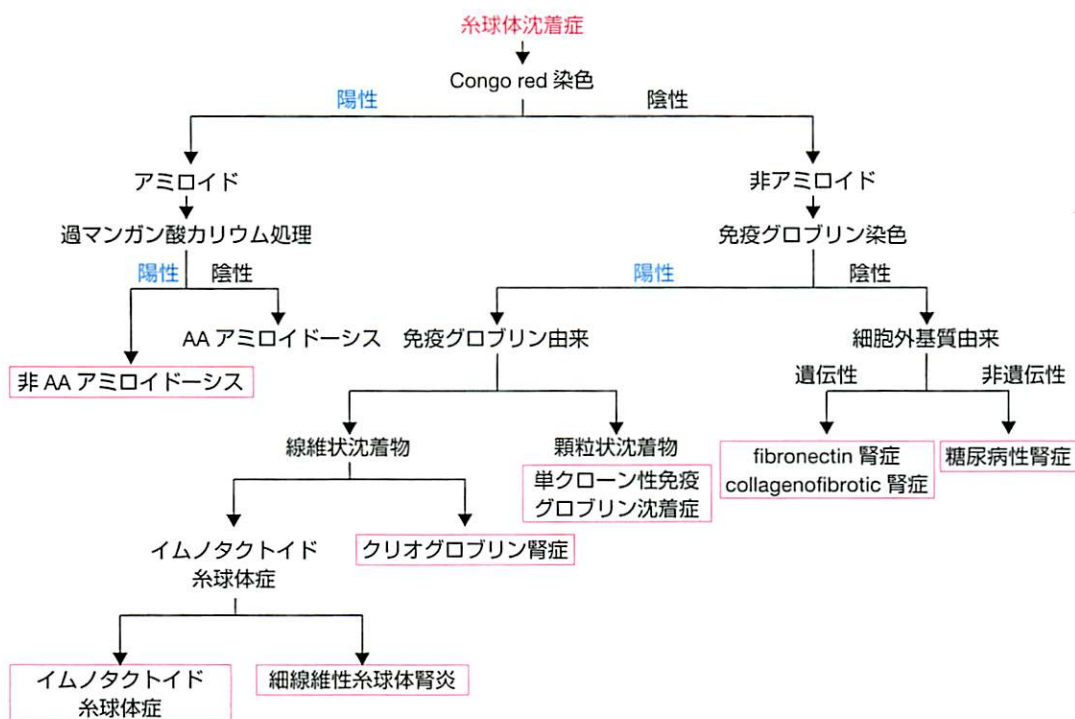 糸球体沈着症
Congo red 染色
陽性
陰性
アミロイド
非アミロイド
過マンガン酸カリウム処理
免疫グロブリン染色
陽性
陰性
陽性
陰性
AA アミロイドーシス
免疫グロブリン由来
細胞外基質由来
非 AA アミロイドーシス
遺伝性
非遺伝性
線維状沈着物
顆粒状沈着物
fibronectin 腎症
collagenofibrotic 腎症
糖尿病性腎症
単クローン性免疫
グロブリン沈着症
イムノタクトイド
糸球体症
クリオグロブリン腎症
イムノタクトイド
糸球体症
細線維性糸球体腎炎